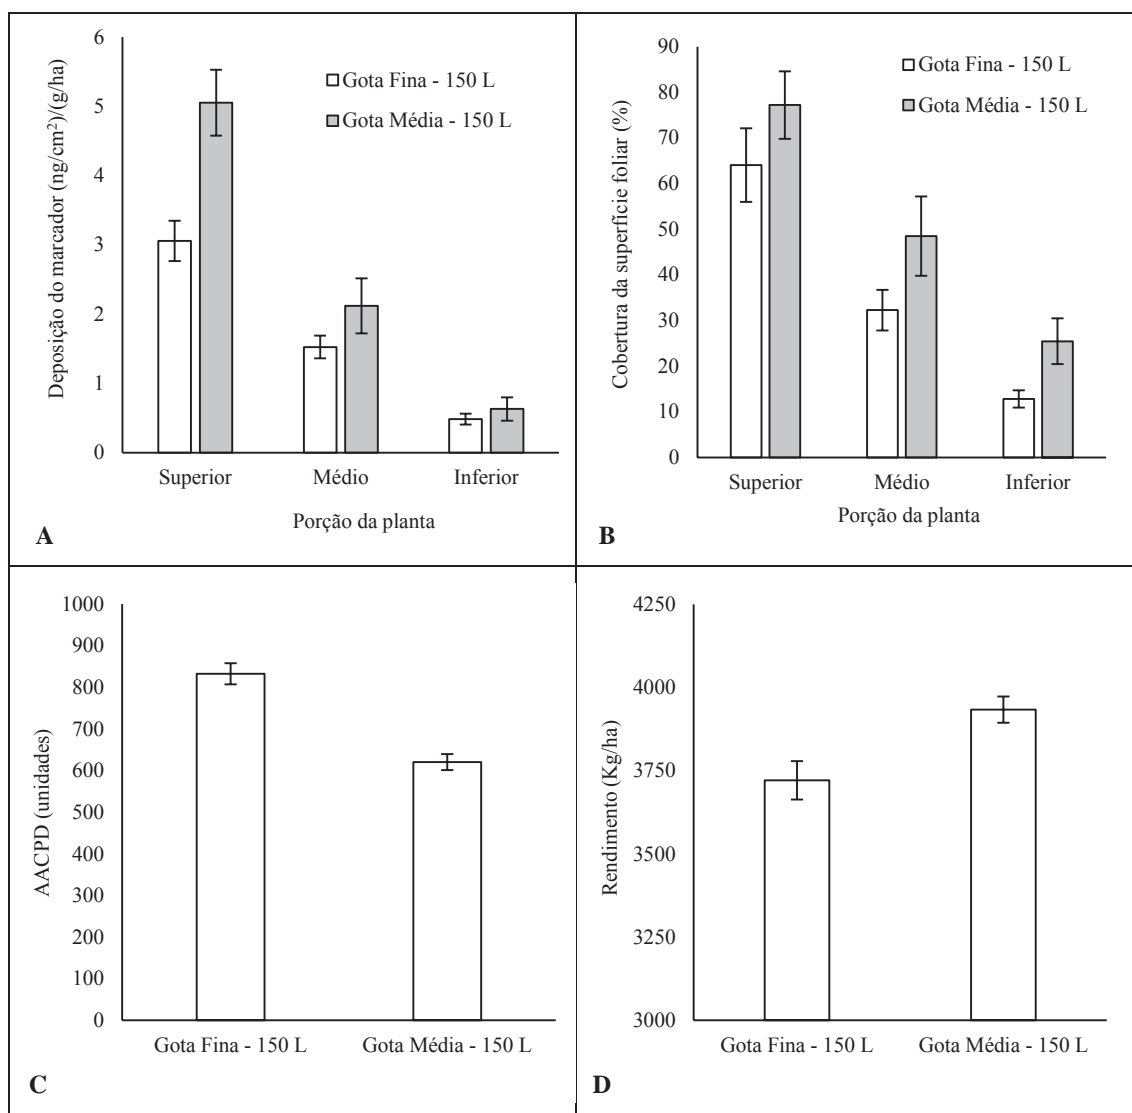 6
5
4
3
2
1
0
Deposição do marcador (ng/cm²)/(g/ha)
Gota Fina - 150 L
Gota Média - 150 L
Superior Médio Inferior
Porção da planta
A
90
80
70
60
50
40
30
20
10
0
Cobertura da superfície foliar (%)
Gota Fina - 150 L
Gota Média - 150 L
Superior Médio Inferior
Porção da planta
B
1000
900
800
700
600
500
400
300
200
100
0
AACPD (unidades)
Gota Fina - 150 L Gota Média - 150 L
C
4250
4000
3750
3500
3250
3000
Rendimento (Kg/ha)
Gota Fina - 150 L Gota Média - 150 L
D